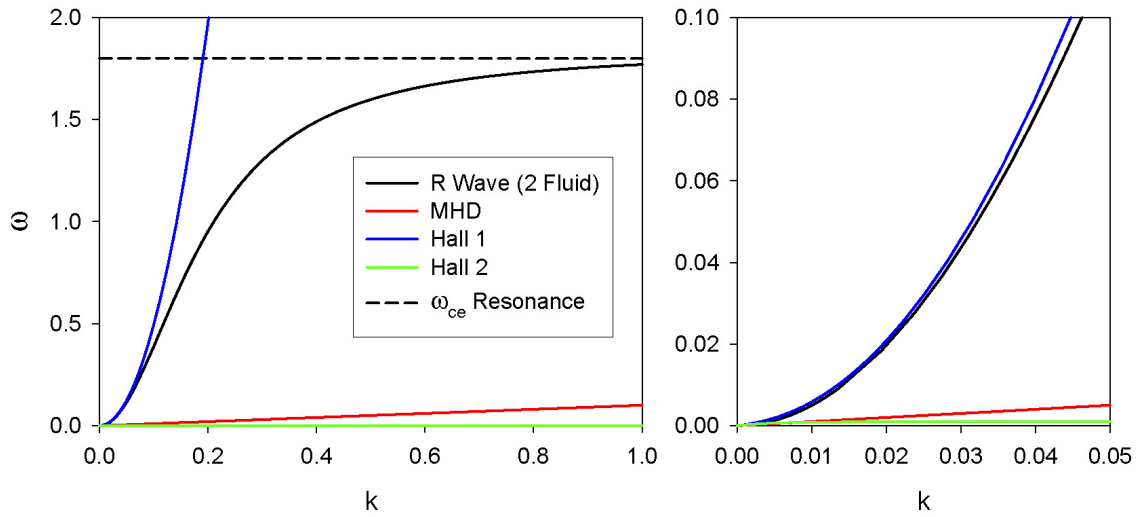 2.0
1.5
1.0
0.5
0.0
ω
0.0 0.2 0.4 0.6 0.8 1.0
k
R Wave (2 Fluid)
MHD
Hall 1
Hall 2
ω_ce Resonance
0.10
0.08
0.06
0.04
0.02
0.00
0.00 0.01 0.02 0.03 0.04 0.05
k